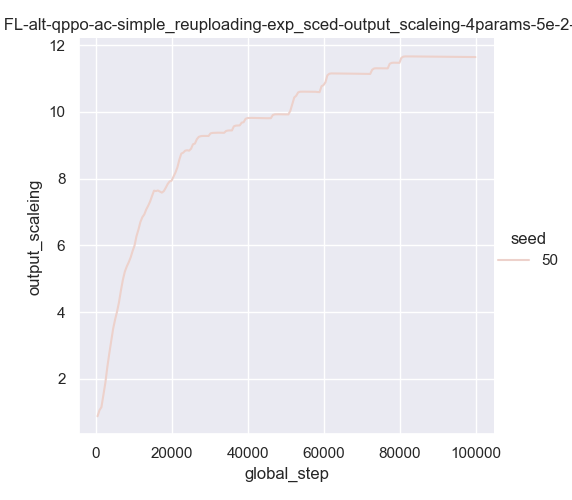 FL-alt-qppo-ac-simple_reuploading-exp_sced-output_scaleing-4params-5e-2-
12
10
8
6
4
2
output_scaleing
seed
50
0 20000 40000 60000 80000 100000
global_step